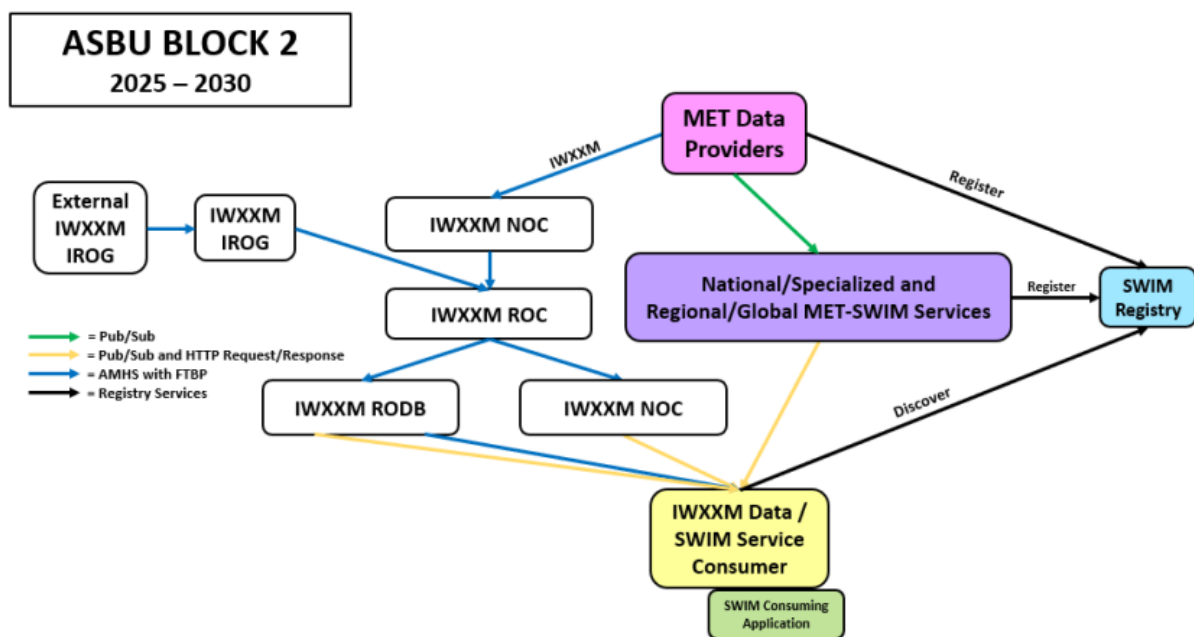 ASBU BLOCK 2
2025 – 2030
MET Data
Providers
IWXXM
Register
External
IWXXM
IROG
IWXXM
IROG
IWXXM NOC
National/Specialized and
Regional/Global MET-SWIM Services
Register
SWIM
Registry
IWXXM ROC
= Pub/Sub
= Pub/Sub and HTTP Request/Response
= AMHS with FTBP
= Registry Services
IWXXM RODB
IWXXM NOC
Discover
IWXXM Data /
SWIM Service
Consumer
SWIM Consuming
Application